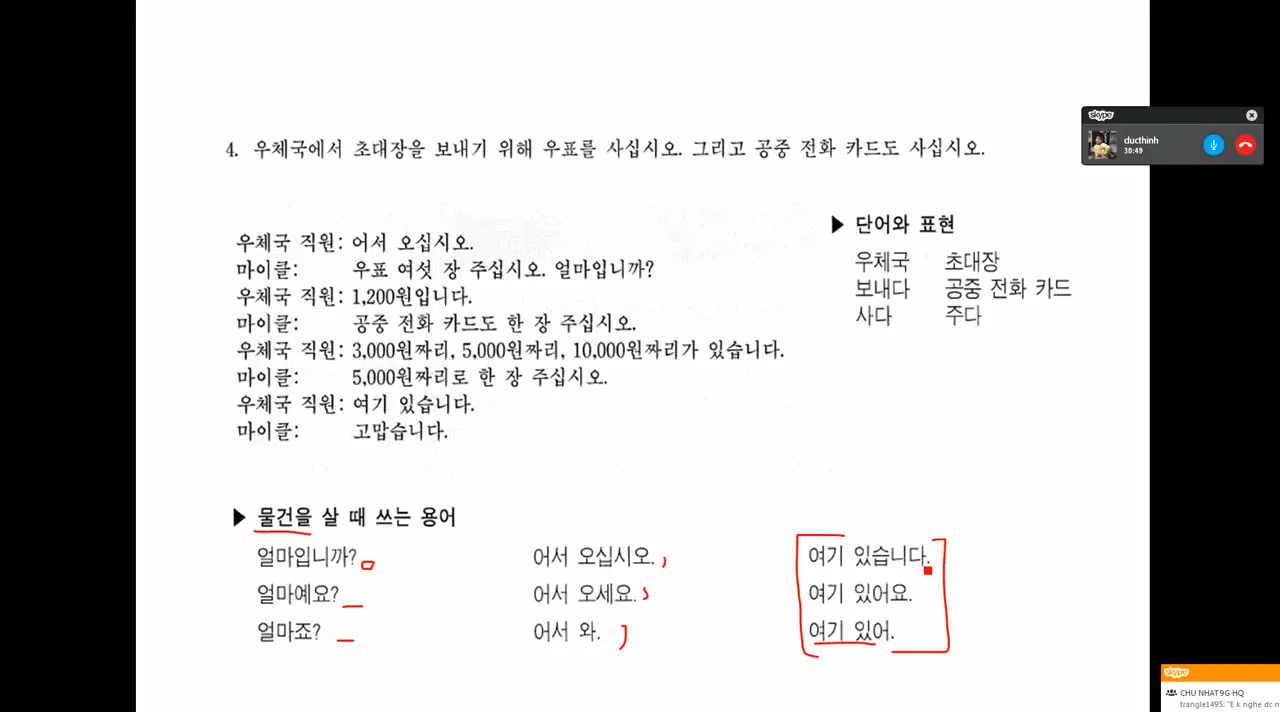 4. 우체국에서 초대장을 보내기 위해 우표를 사십시오. 그리고 공중 전화 카드도 사십시오.
skype
ducthinh
30:49
우체국 직원: 어서 오십시오.
마이클: 우표 여섯 장 주십시오. 얼마입니까?
우체국 직원: 1,200원입니다.
마이클: 공중 전화 카드도 한 장 주십시오.
우체국 직원: 3,000원짜리, 5,000원짜리, 10,000원짜리가 있습니다.
마이클: 5,000원짜리로 한 장 주십시오.
우체국 직원: 여기 있습니다.
마이클: 고맙습니다.
▶ 단어와 표현
우체국 초대장
보내다 공중 전화 카드
사다 주다
▶ 물건을 살 때 쓰는 용어
얼마입니까? 어서 오십시오. 여기 있습니다.
얼마예요? 어서 오세요. 여기 있어요.
얼마죠? 어서 와. 여기 있어.
skype
CHU NHAT 9G HQ
trangle1495: "E k nghe dc n